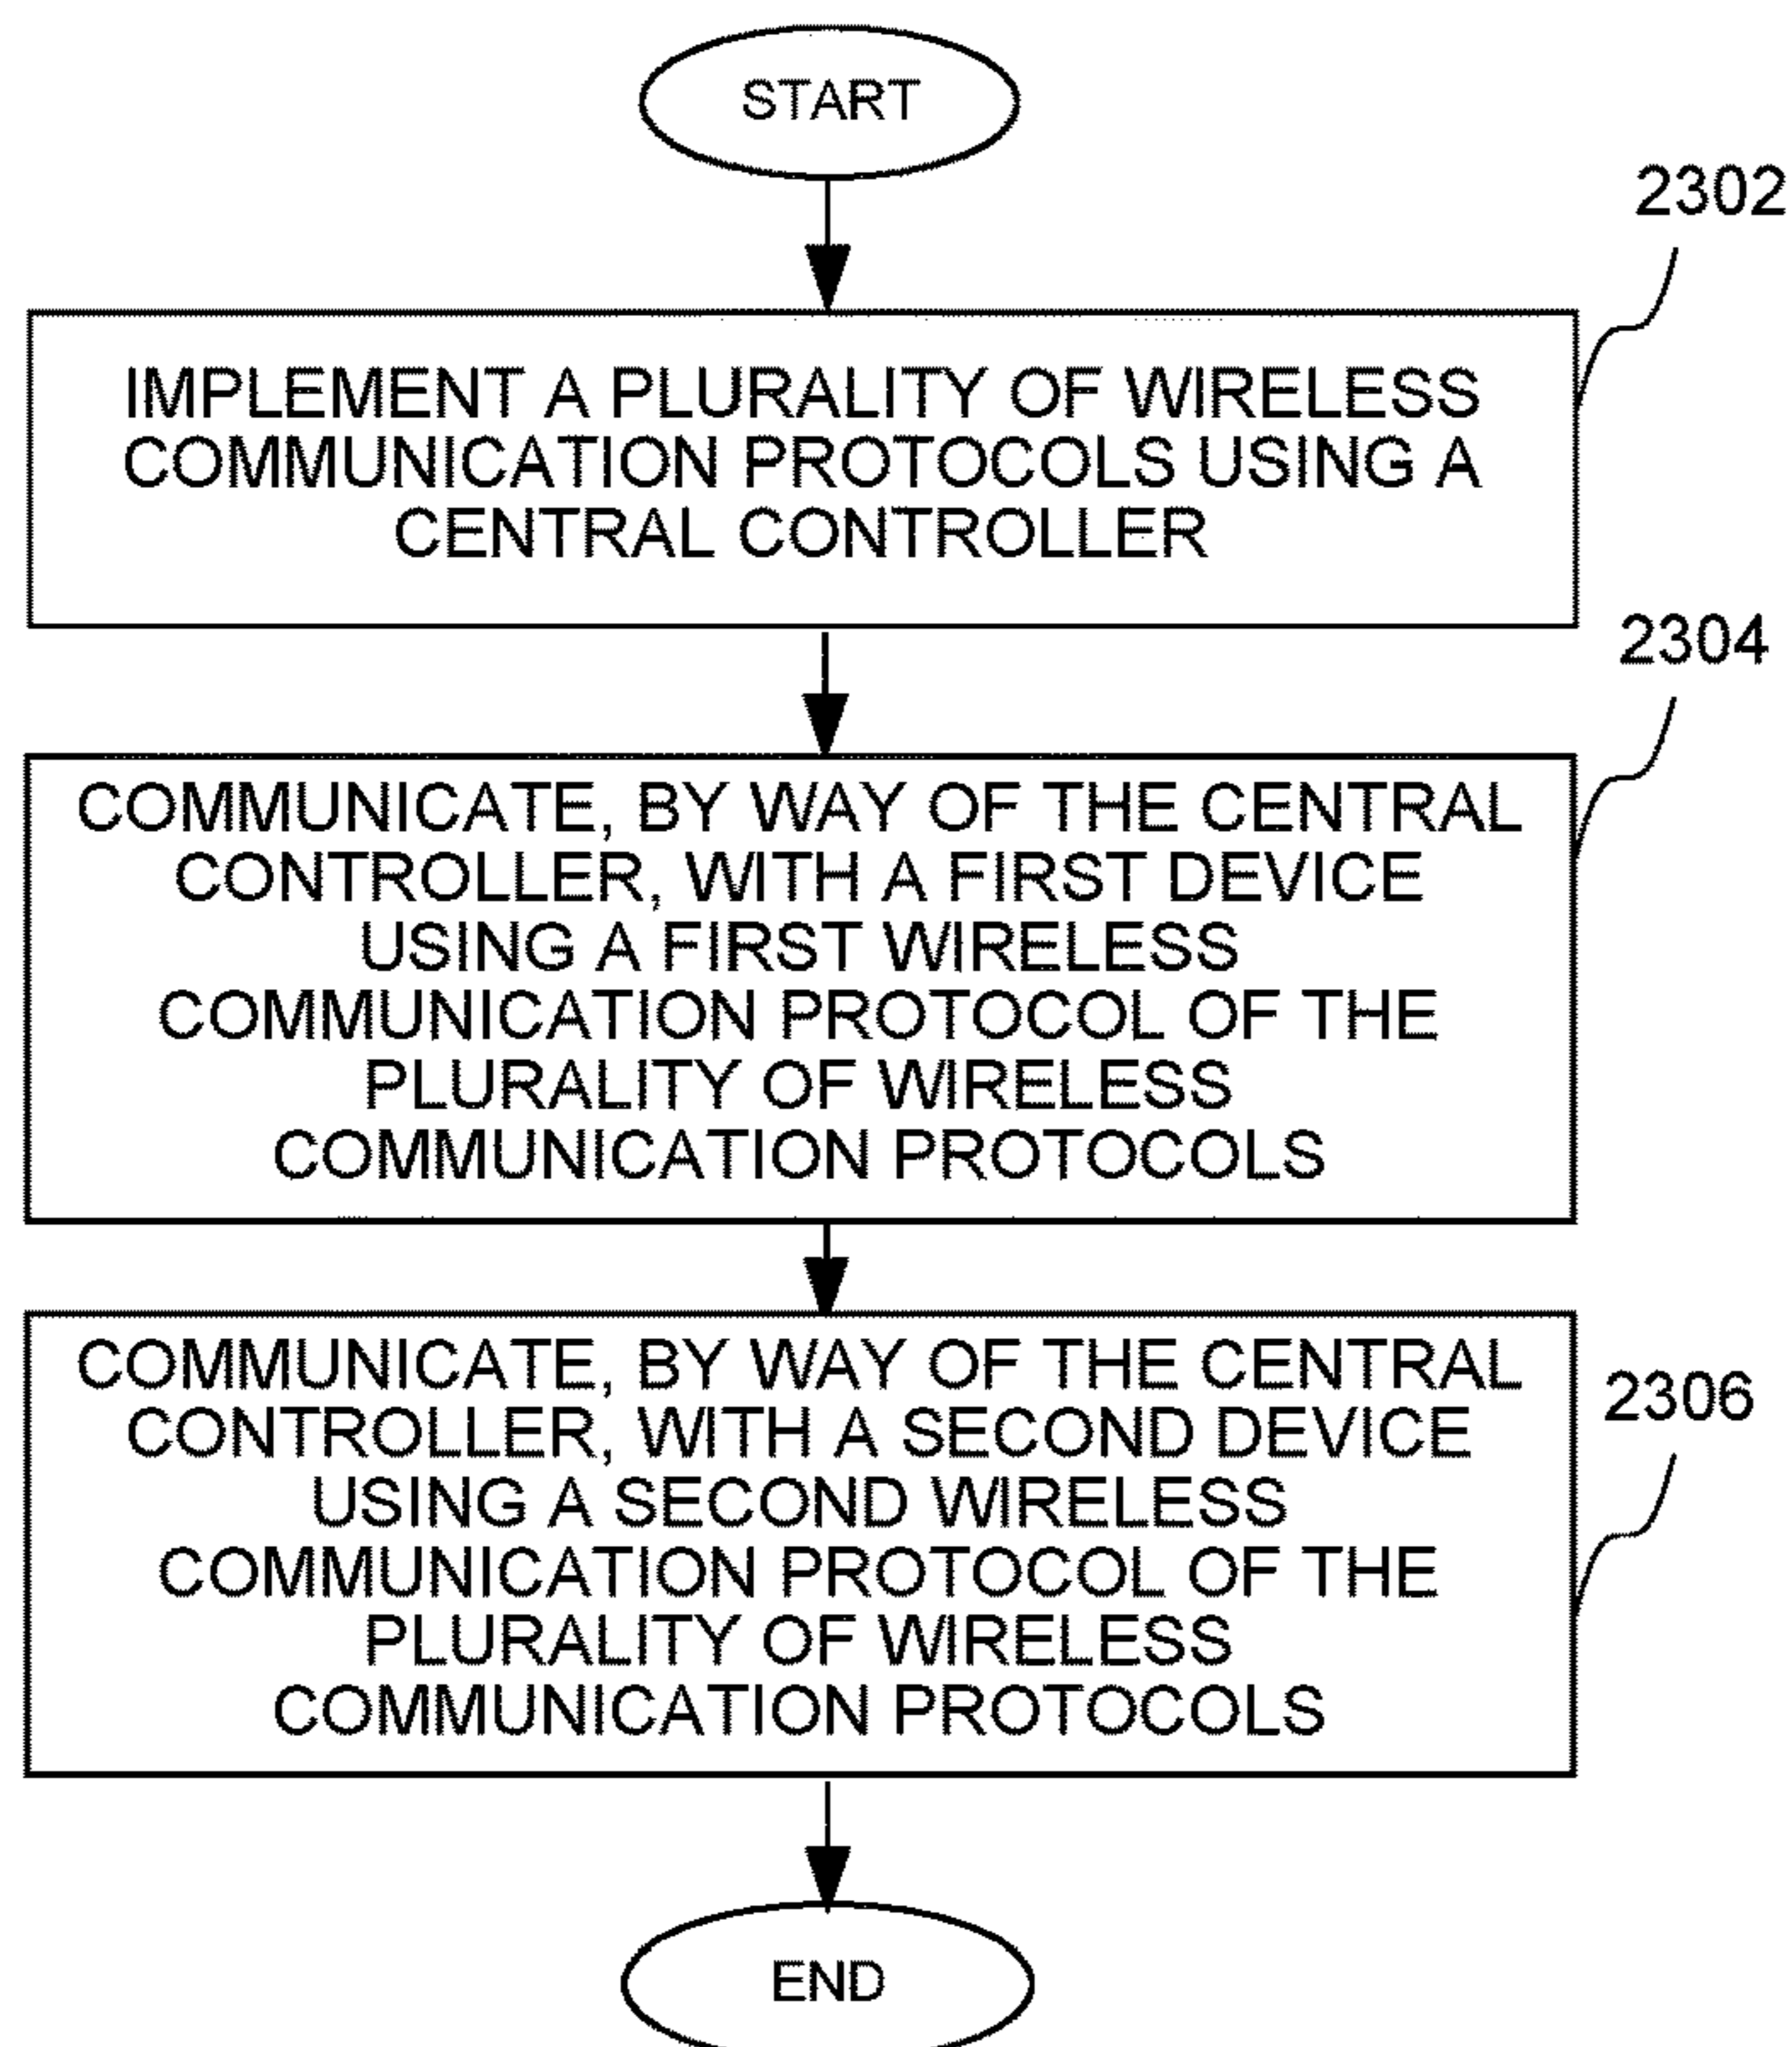 START
2302
IMPLEMENT A PLURALITY OF WIRELESS
COMMUNICATION PROTOCOLS USING A
CENTRAL CONTROLLER
2304
COMMUNICATE, BY WAY OF THE CENTRAL
CONTROLLER, WITH A FIRST DEVICE
USING A FIRST WIRELESS
COMMUNICATION PROTOCOL OF THE
PLURALITY OF WIRELESS
COMMUNICATION PROTOCOLS
2306
COMMUNICATE, BY WAY OF THE CENTRAL
CONTROLLER, WITH A SECOND DEVICE
USING A SECOND WIRELESS
COMMUNICATION PROTOCOL OF THE
PLURALITY OF WIRELESS
COMMUNICATION PROTOCOLS
END